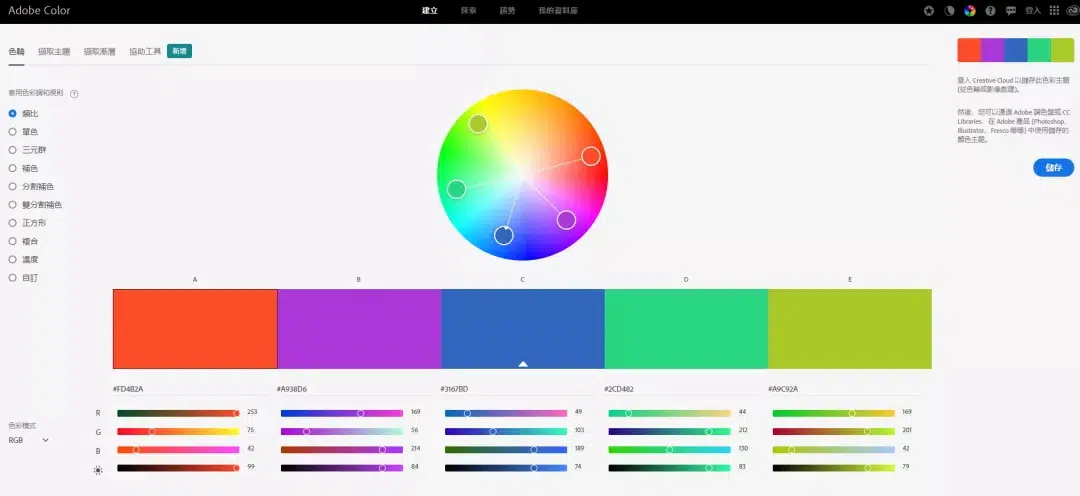 Adobe Color
建立
探索
趨勢
我的資料庫
登入
色輪
擷取主題
擷取漸層
協助工具
新增
套用色彩調和規則
類比
單色
三元群
補色
分割補色
雙分割補色
正方形
複合
濃度
自訂
A
B
C
D
E
#FD4B2A
#A938D6
#3167BD
#2CD482
#A9C92A
色彩模式
RGB
R
253
169
49
44
169
G
75
56
103
212
201
B
42
214
189
130
42
99
84
74
83
79
登入 Creative Cloud 以儲存此色彩主題
(從色輪或影像創建)。
然後，您可以透過 Adobe 調色盤或 CC
Libraries，在 Adobe 產品 (Photoshop、
Illustrator、Fresco 等等) 中使用儲存的
顏色主題。
儲存